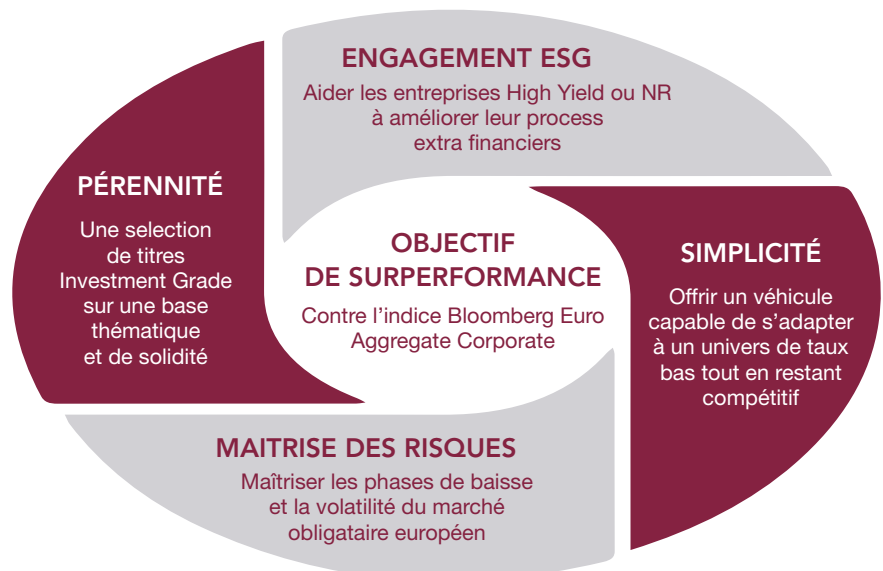 ENGAGEMENT ESG
Aider les entreprises High Yield ou NR
à améliorer leur process
extra financiers
PÉRENNITÉ
Une selection
de titres
Investment Grade
sur une base
thématique
et de solidité
OBJECTIF
DE SURPERFORMANCE
Contre l’indice Bloomberg Euro
Aggregate Corporate
SIMPLICITÉ
Offrir un véhicule
capable de s’adapter
à un univers de taux
bas tout en restant
compétitif
MAITRISE DES RISQUES
Maîtriser les phases de baisse
et la volatilité du marché
obligataire européen